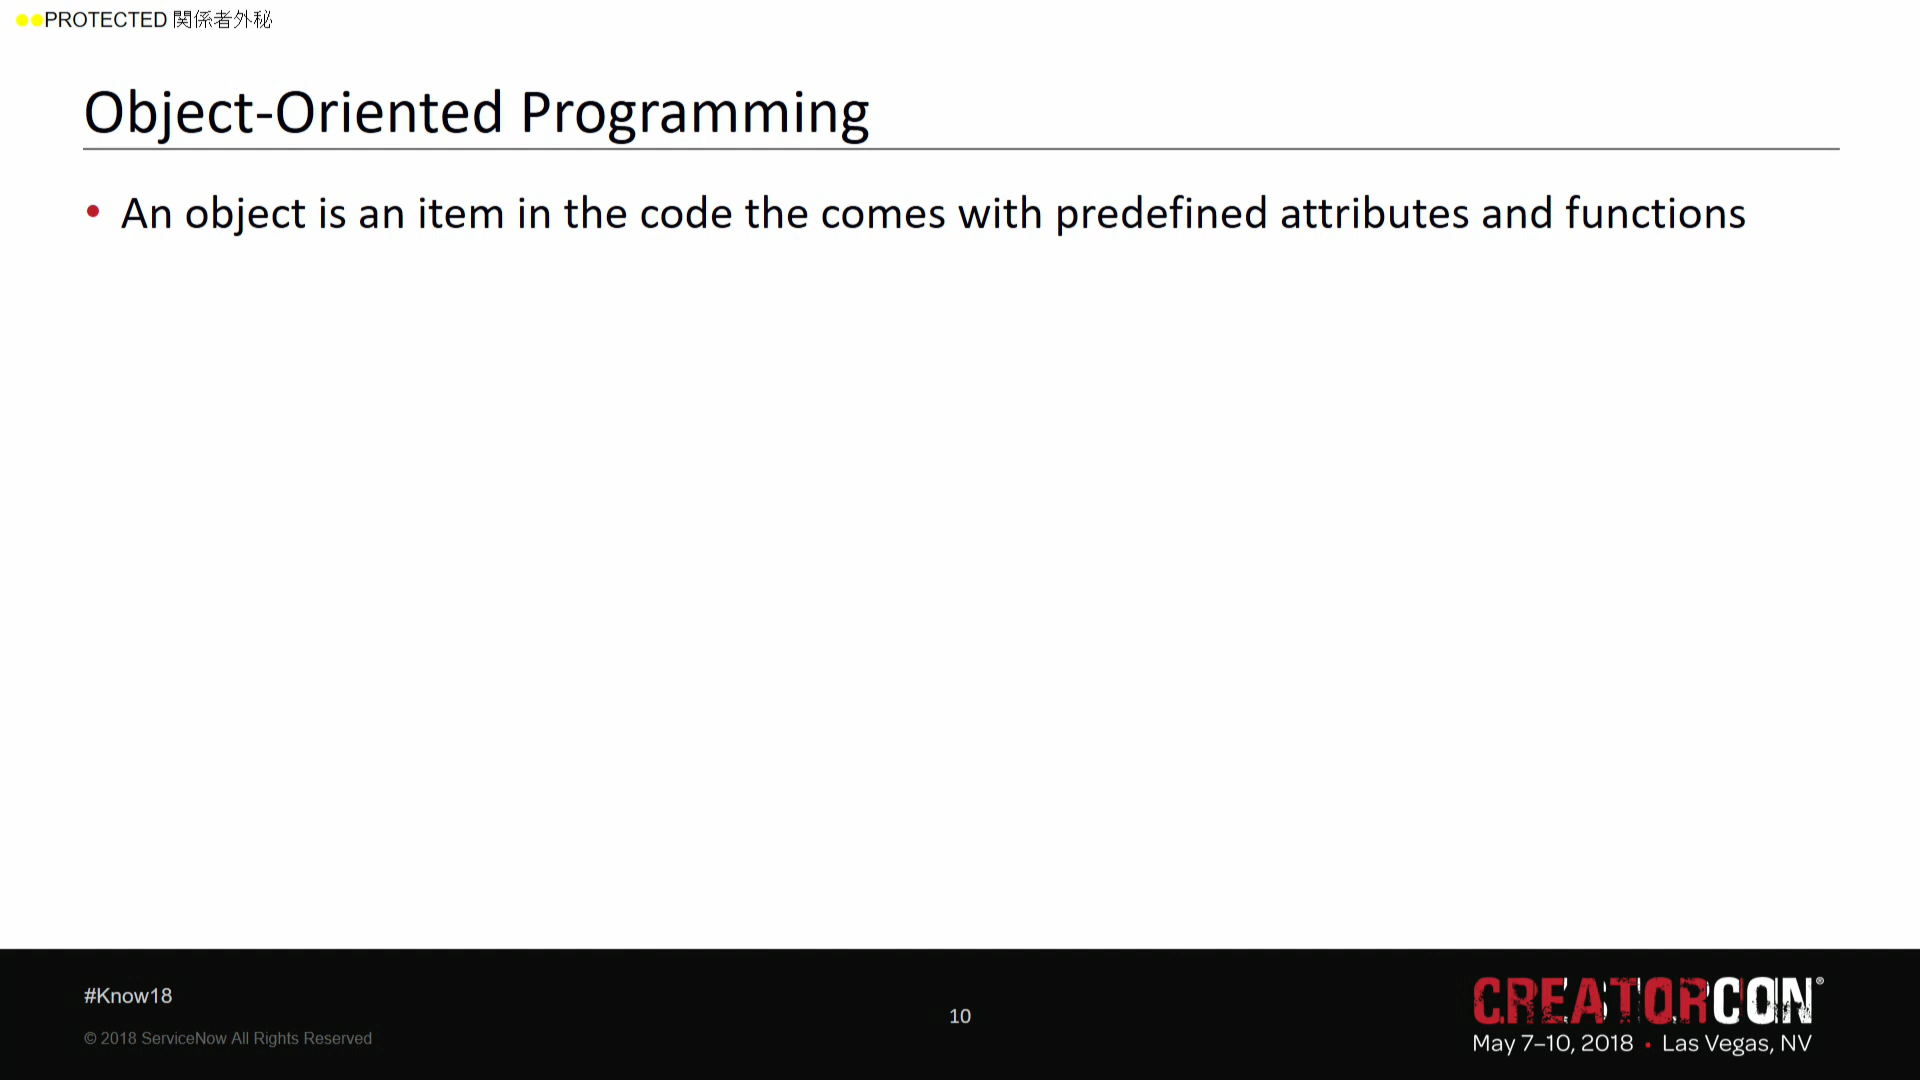 ●●PROTECTED 関係者外秘
Object-Oriented Programming
• An object is an item in the code the comes with predefined attributes and functions
#Know18
© 2018 ServiceNow All Rights Reserved
10
CREATORCON®
May 7–10, 2018 • Las Vegas, NV